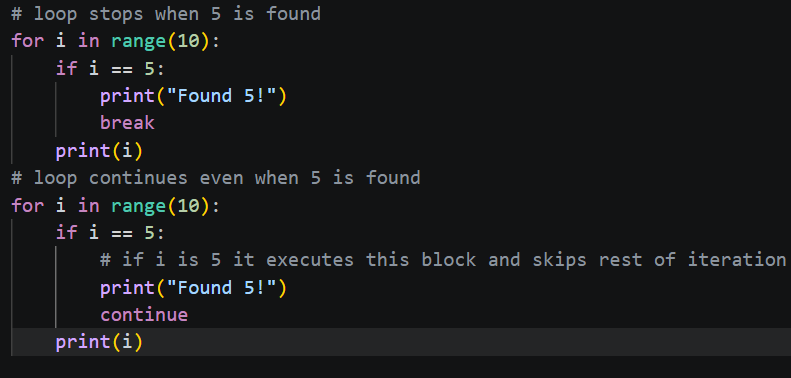 # loop stops when 5 is found
for i in range(10):
    if i == 5:
        print("Found 5!")
        break
    print(i)
# loop continues even when 5 is found
for i in range(10):
    if i == 5:
        # if i is 5 it executes this block and skips rest of iteration
        print("Found 5!")
        continue
    print(i)